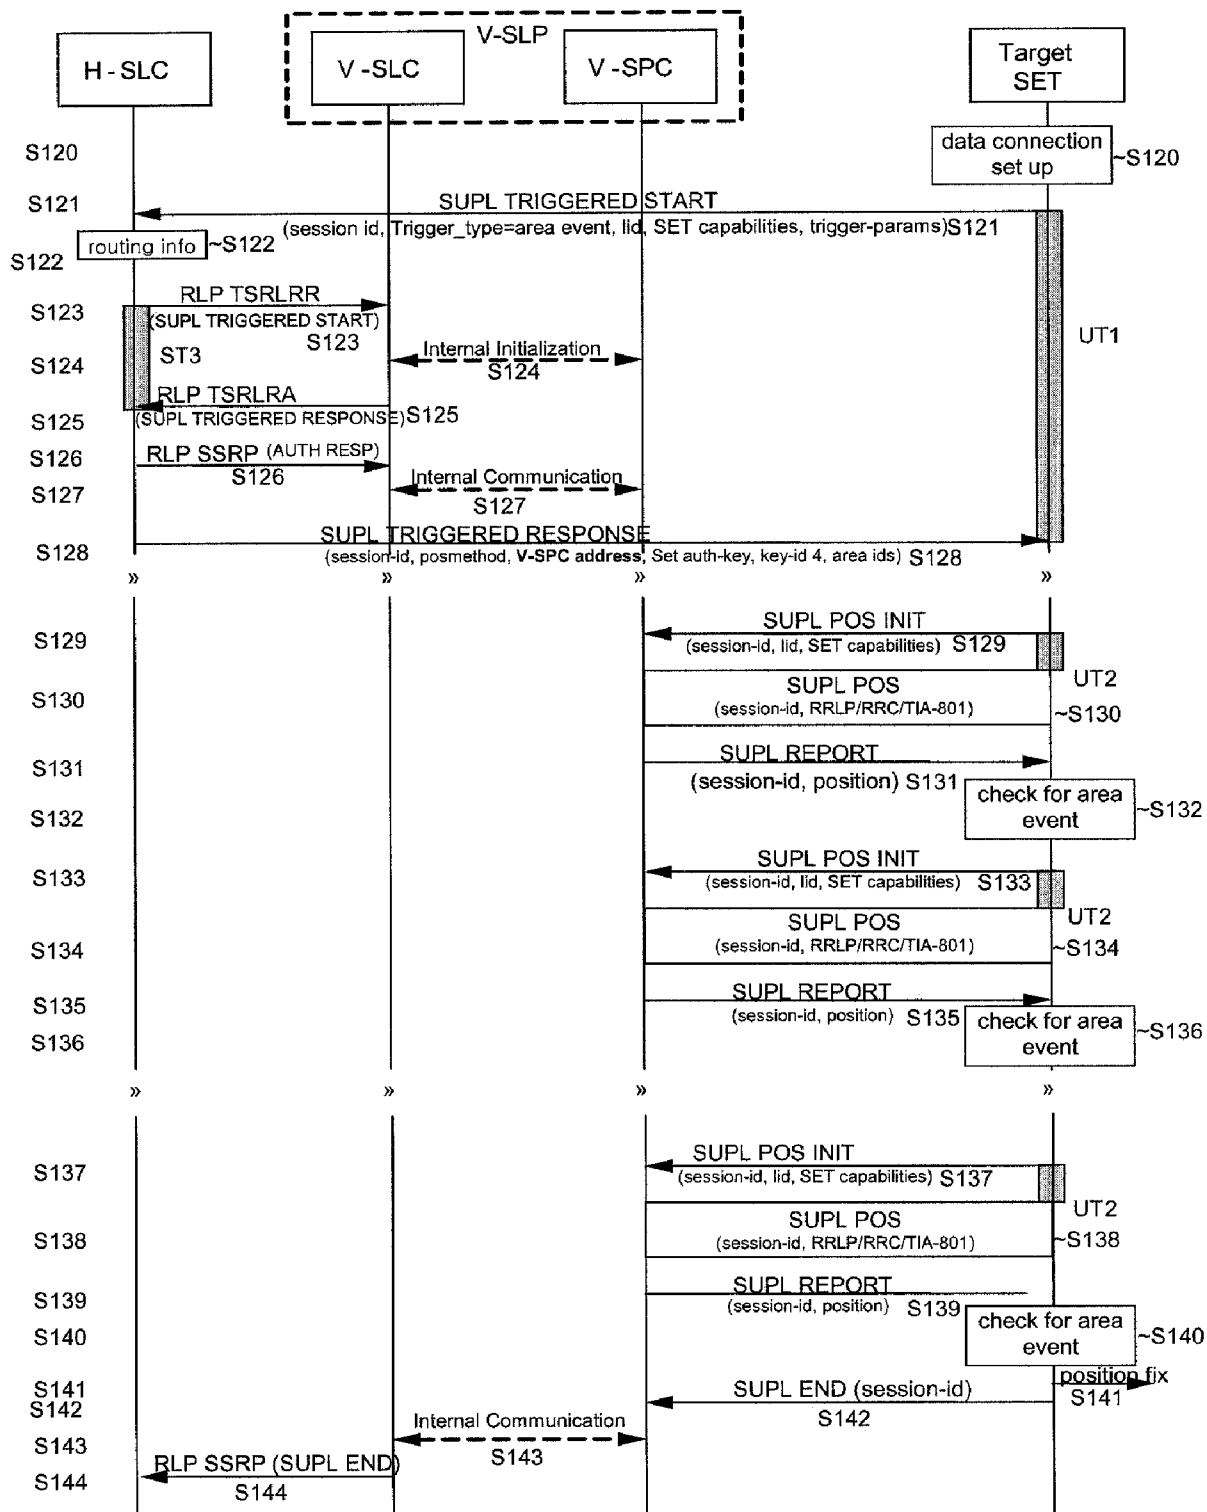 V-SLP
H - SLC
V - SLC
V - SPC
Target
SET
S120
data connection
set up
~S120
S121
SUPL TRIGGERED START
(session id, Trigger_type=area event, lid, SET capabilities, trigger-params)S121
routing info
~S122
S122
RLP TSRLRR
S123
(SUPL TRIGGERED START)
S123
UT1
Internal Initialization
ST3
S124
S124
RLP TSRLRA
S125
(SUPL TRIGGERED RESPONSE)S125
RLP SSRP (AUTH RESP)
S126
S126
Internal Communication
S127
S127
SUPL TRIGGERED RESPONSE
S128
(session-id, posmethod, V-SPC address, Set auth-key, key-id 4, area ids) S128
» » » »
SUPL POS INIT
S129
(session-id, lid, SET capabilities) S129
UT2
SUPL POS
S130
(session-id, RRLP/RRC/TIA-801)
~S130
SUPL REPORT
S131
(session-id, position) S131
check for area
event
~S132
S132
SUPL POS INIT
S133
(session-id, lid, SET capabilities) S133
UT2
SUPL POS
S134
(session-id, RRLP/RRC/TIA-801)
~S134
SUPL REPORT
S135
(session-id, position) S135
check for area
event
~S136
S136
» » » »
SUPL POS INIT
S137
(session-id, lid, SET capabilities) S137
UT2
SUPL POS
S138
(session-id, RRLP/RRC/TIA-801)
~S138
SUPL REPORT
S139
(session-id, position) S139
check for area
event
~S140
S140
position fix
S141
S141
SUPL END (session-id)
S142
S142
Internal Communication
S143
S143
RLP SSRP (SUPL END)
S144
S144